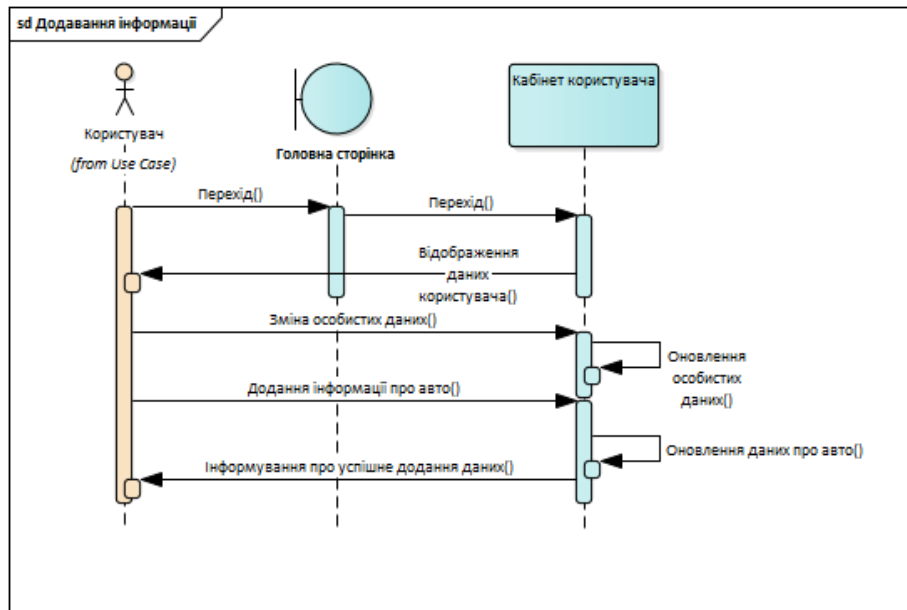 sd Додавання інформації
Користувач
(from Use Case)
Головна сторінка
Кабінет користувача
Перехід()
Перехід()
Відображення
даних
користувача()
Зміна особистих даних()
Оновлення
особистих
даних()
Додання інформації про авто()
Оновлення даних про авто()
Інформування про успішне додання даних()